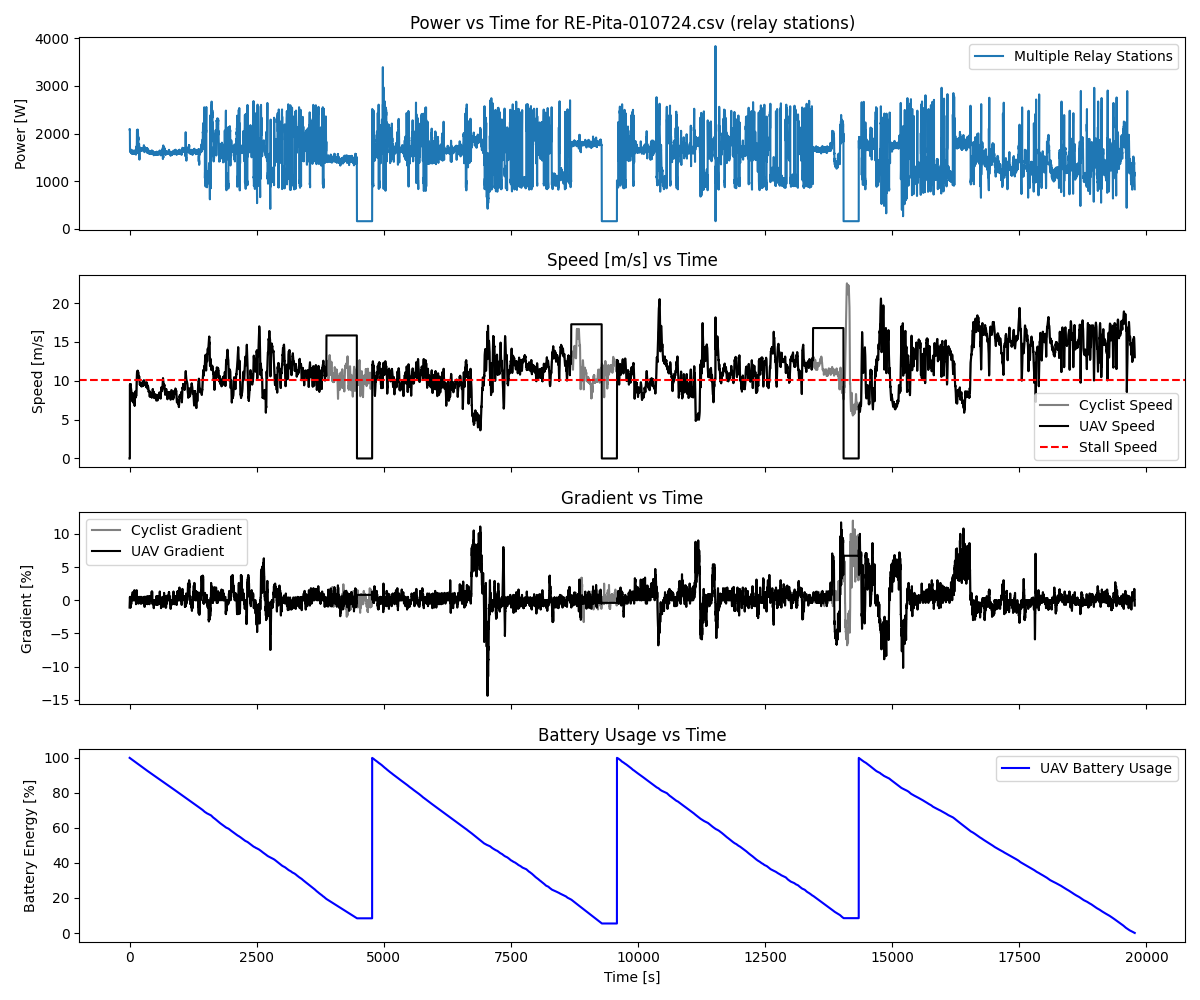 Power vs Time for RE-Pita-010724.csv (relay stations)
4000
3000
2000
1000
0
Power [W]
Multiple Relay Stations
Speed [m/s] vs Time
20
15
10
5
0
Speed [m/s]
Cyclist Speed
UAV Speed
Stall Speed
Gradient vs Time
10
5
0
−5
−10
−15
Gradient [%]
Cyclist Gradient
UAV Gradient
Battery Usage vs Time
100
80
60
40
20
0
Battery Energy [%]
UAV Battery Usage
0 2500 5000 7500 10000 12500 15000 17500 20000
Time [s]